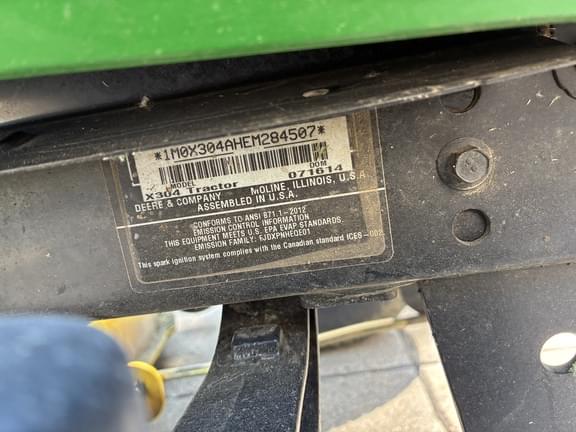 *1M0X304AHEM284507*
MODEL DOM
X304 Tractor 071614
DEERE & COMPANY MOLINE, ILLINOIS, U.S.A.
ASSEMBLED IN U.S.A.
CONFORMS TO ANSI B71.1-2012
EMISSION CONTROL INFORMATION
THIS EQUIPMENT MEETS U.S. EPA EVAP STANDARDS.
EMISSION FAMILY: FJDXPNHEQE01
This spark ignition system complies with the Canadian standard ICES-002.